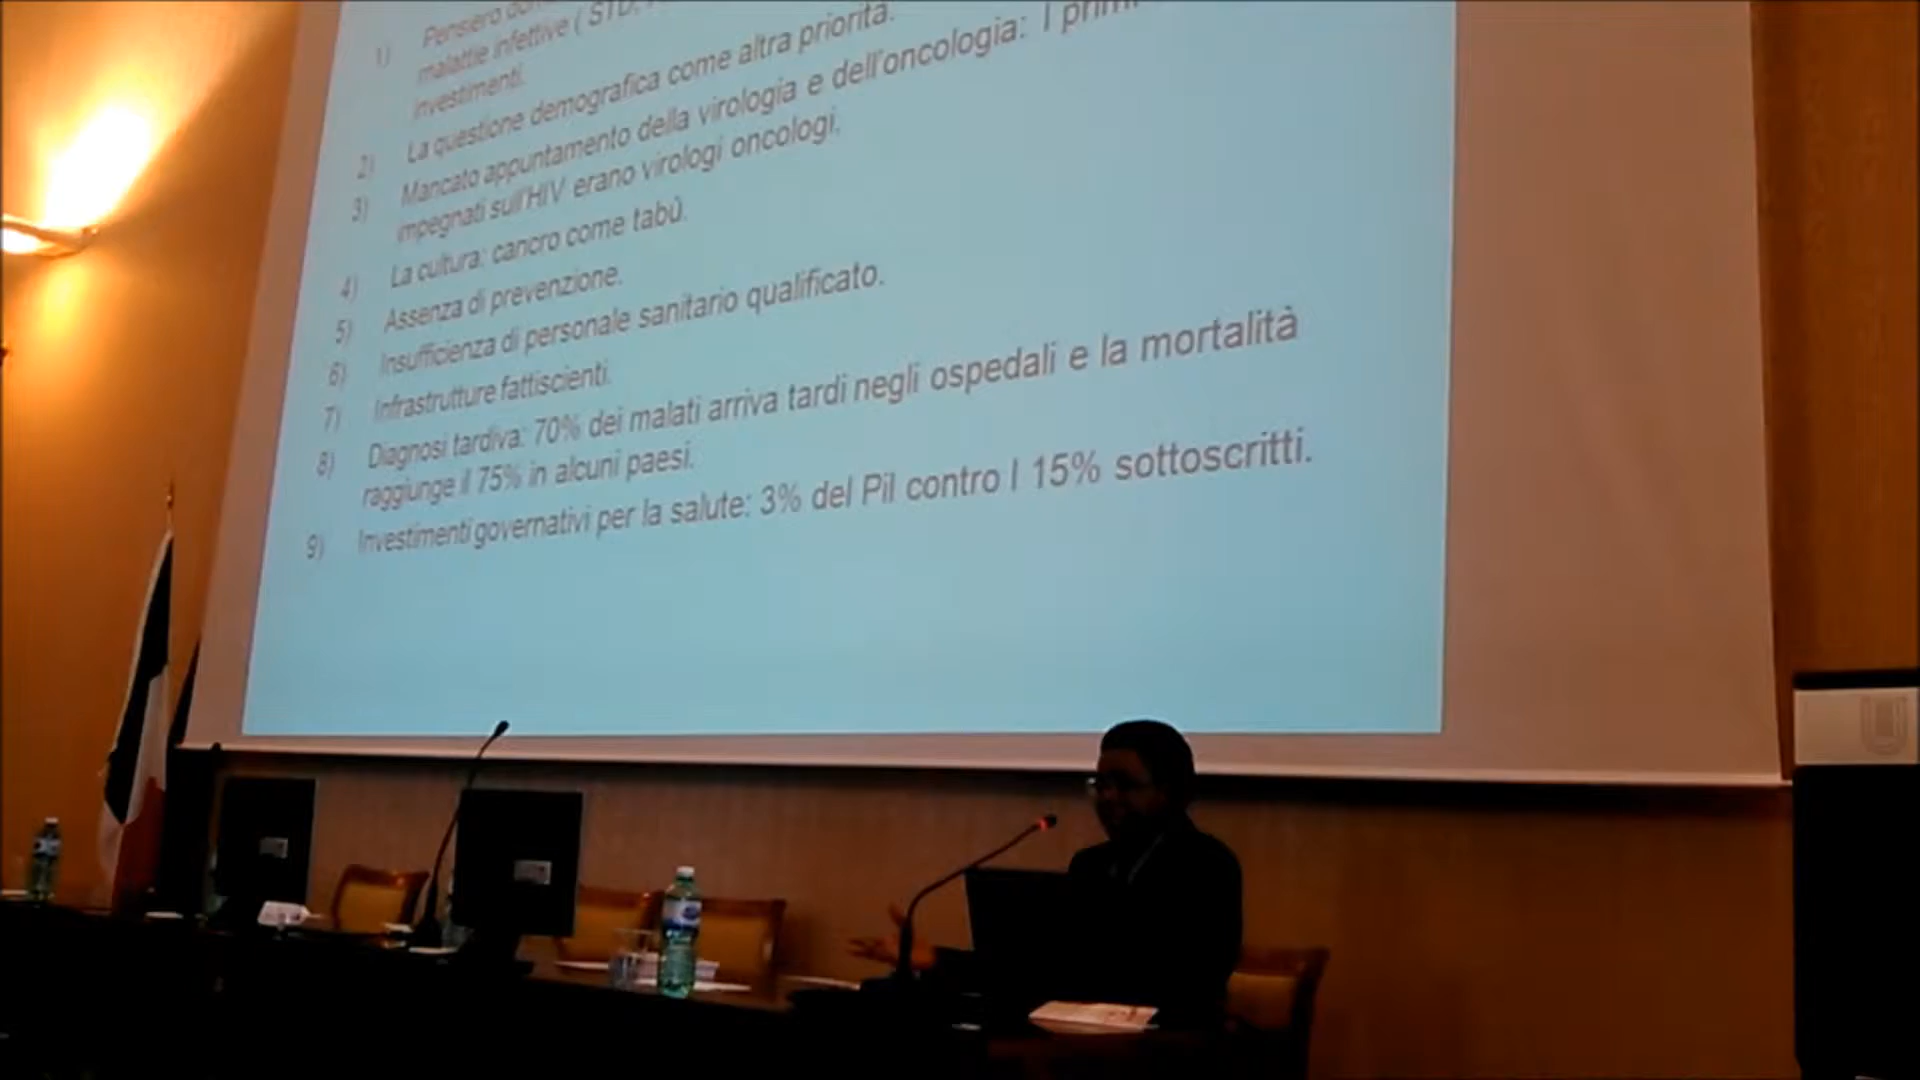 1) Pensiero
malattie infettive ( STD,
investimenti.
2) La questione demografica come altra priorità.
3) Mancato appuntamento della virologia e dell'oncologia: I primi
impegnati sull'HIV erano virologi oncologi.
4) La cultura: cancro come tabù.
5) Assenza di prevenzione.
6) Insufficienza di personale sanitario qualificato.
7) Infrastrutture fattiscienti.
8) Diagnosi tardiva: 70% dei malati arriva tardi negli ospedali e la mortalità
raggiunge il 75% in alcuni paesi.
9) Investimenti governativi per la salute: 3% del Pil contro I 15% sottoscritti.